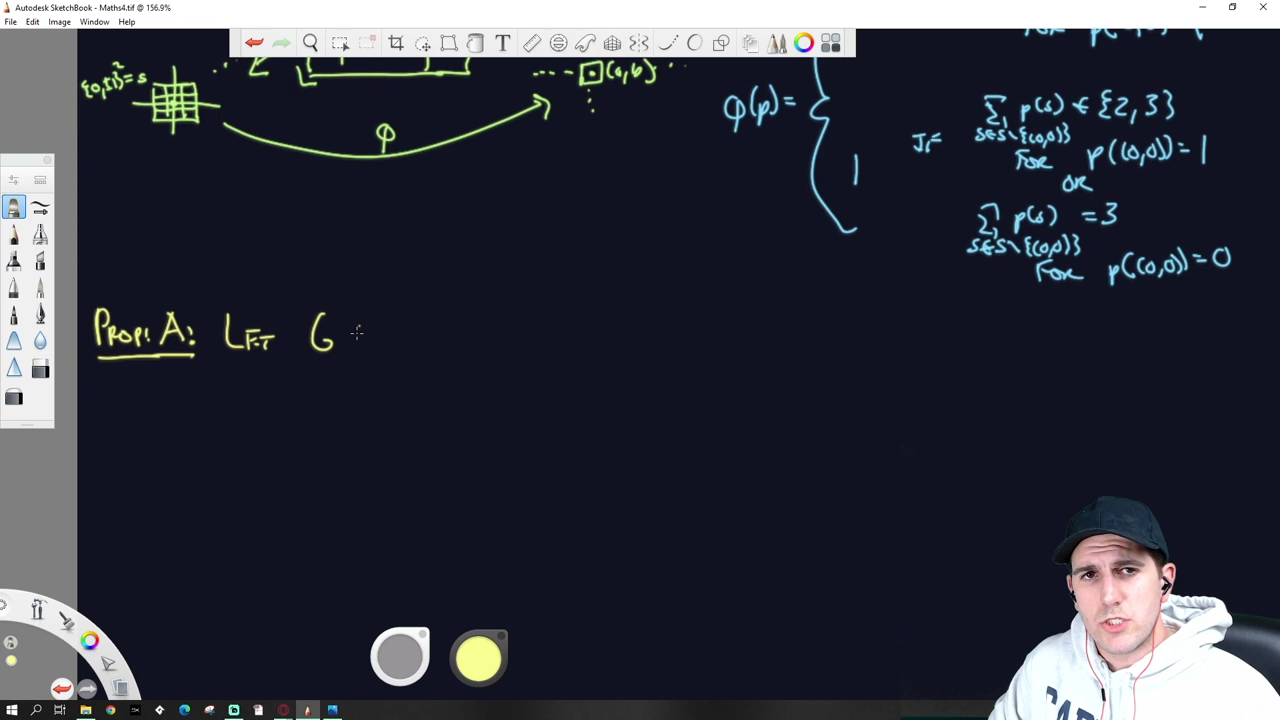 Autodesk SketchBook - Maths4.tif @ 156.9%
File Edit Image Window Help
{0,±1}²=s
(a,b)
φ
φ(p)=
1
Σ p(s) ∈ {2,3}
s∈S\{(0,0)}
FOR p((0,0))=1
OR
Σ p(s) =3
s∈S\{(0,0)}
FOR p((0,0))=0
PROP: A: LET G